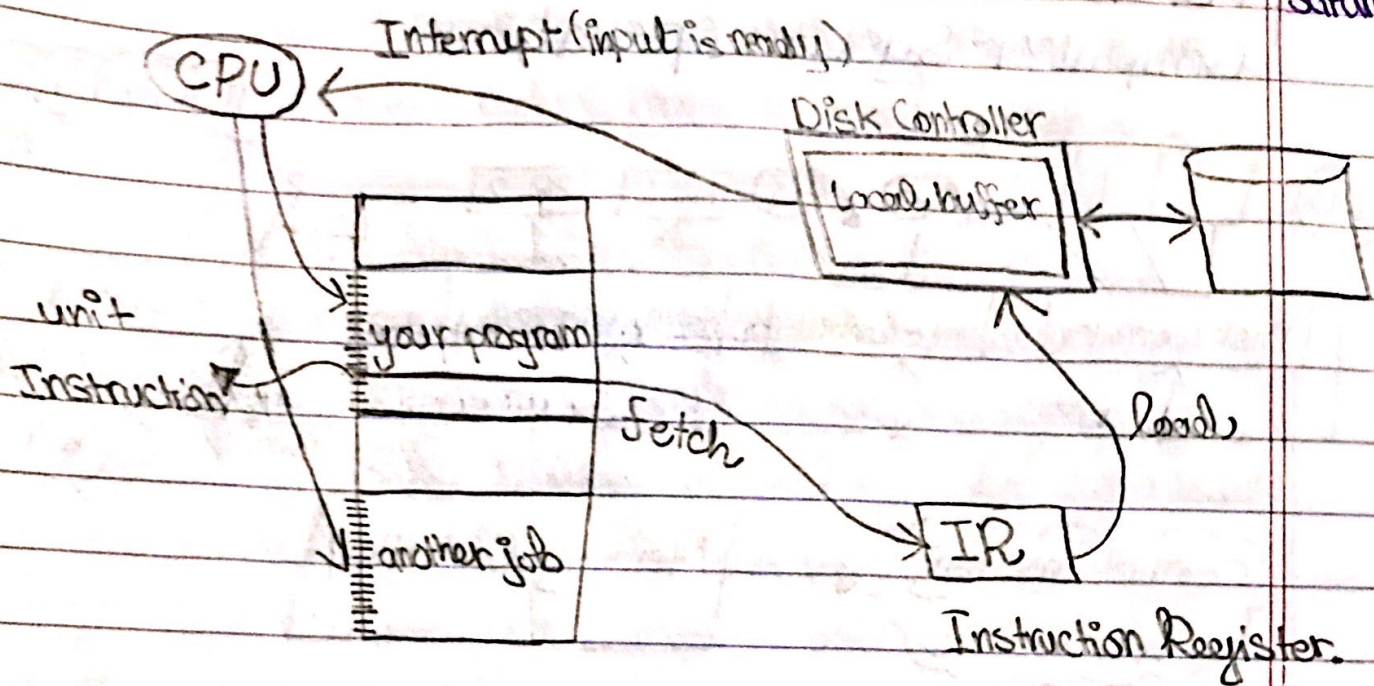 Interrupt (input is ready)
CPU
Disk Controller
Local buffer
unit
Instruction
your program
fetch
load
another job
IR
Instruction Register.